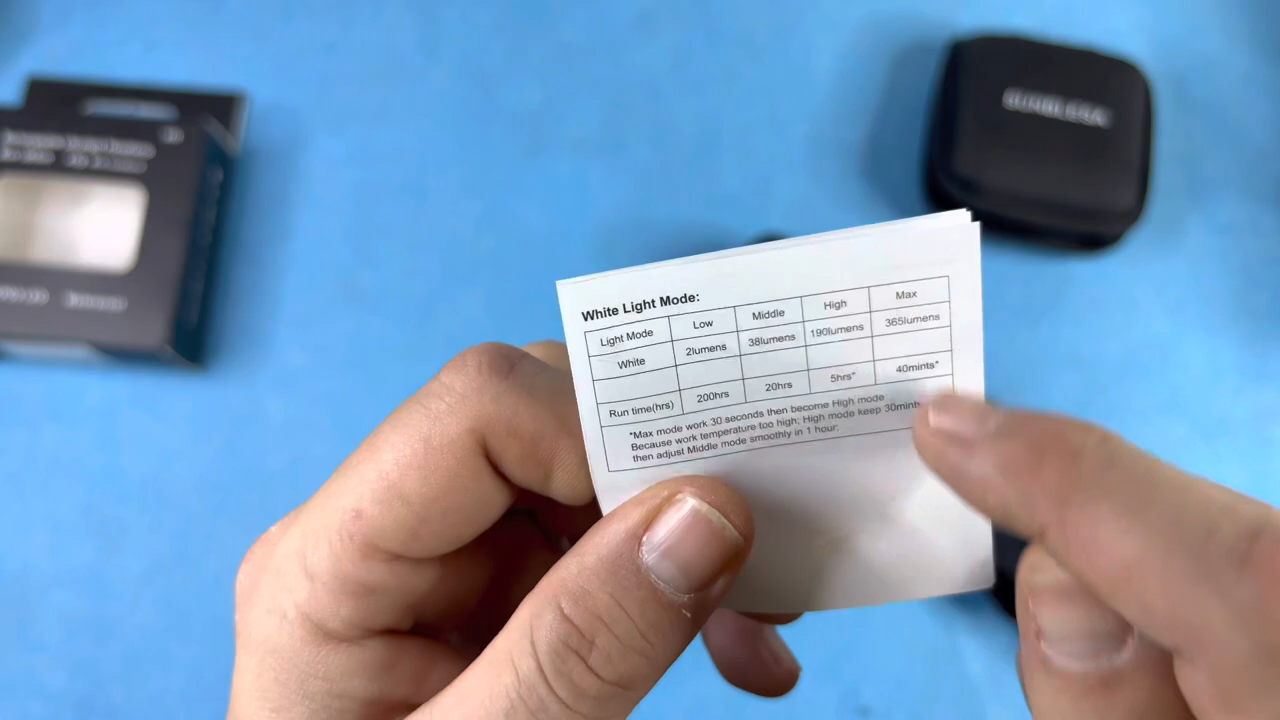 White Light Mode:
Light Mode Low Middle High Max
White 2lumens 38lumens 190lumens 365lumens
Run time(hrs) 200hrs 20hrs 5hrs* 40mints*
*Max mode work 30 seconds then become High mode
Because work temperature too high; High mode keep 30mints
then adjust Middle mode smoothly in 1 hour;